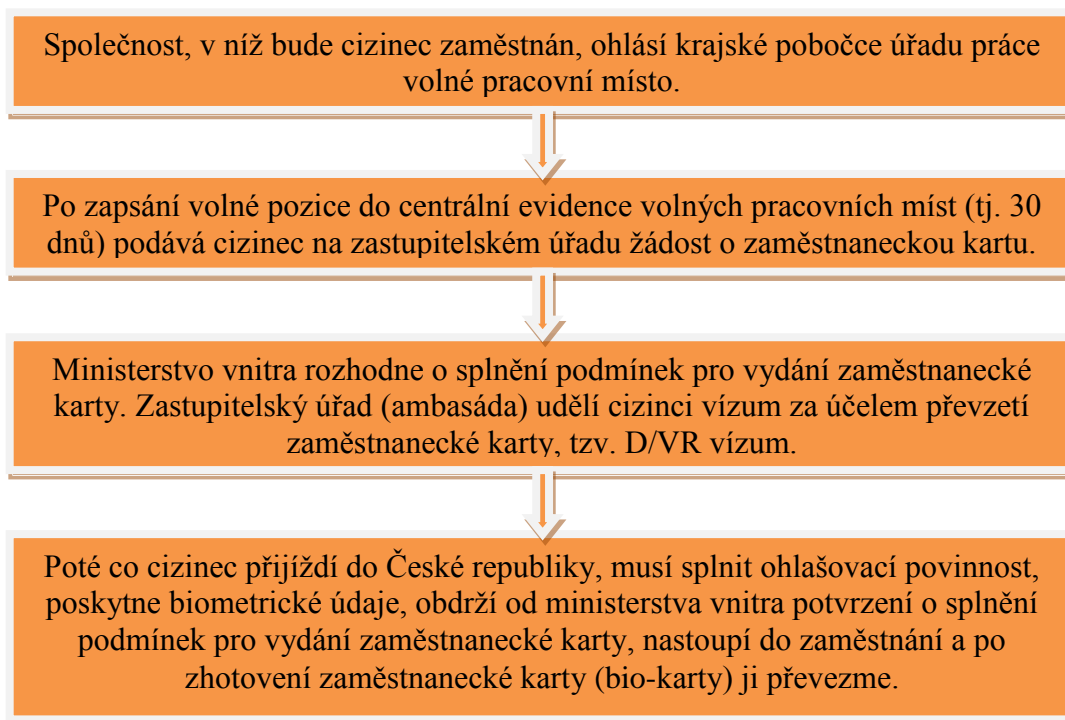 Společnost, v níž bude cizinec zaměstnán, ohlásí krajské pobočce úřadu práce
volné pracovní místo.
Po zapsání volné pozice do centrální evidence volných pracovních míst (tj. 30
dnů) podává cizinec na zastupitelském úřadu žádost o zaměstnaneckou kartu.
Ministerstvo vnitra rozhodne o splnění podmínek pro vydání zaměstnanecké
karty. Zastupitelský úřad (ambasáda) udělí cizinci vízum za účelem převzetí
zaměstnanecké karty, tzv. D/VR vízum.
Poté co cizinec přijíždí do České republiky, musí splnit ohlašovací povinnost,
poskytne biometrické údaje, obdrží od ministerstva vnitra potvrzení o splnění
podmínek pro vydání zaměstnanecké karty, nastoupí do zaměstnání a po
zhotovení zaměstnanecké karty (bio-karty) ji převezme.